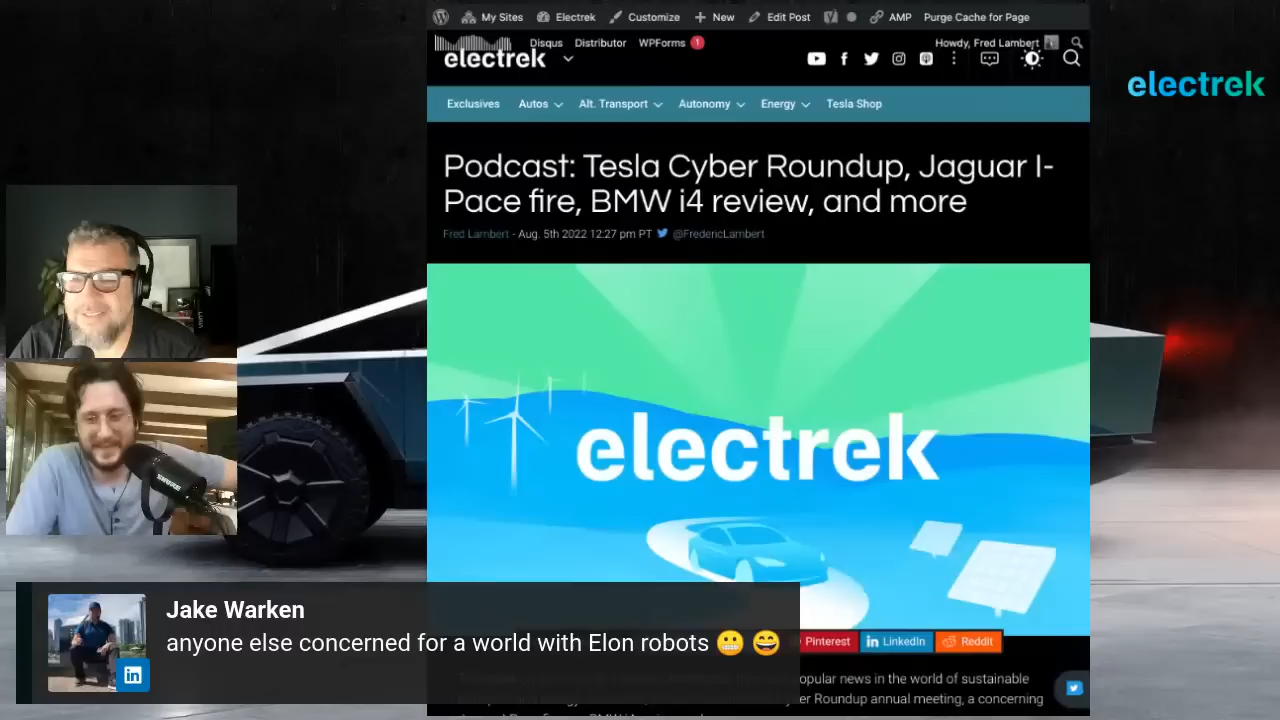 My Sites Electrek Customize New Edit Post AMP Purge Cache for Page
Disqus Distributor WPForms 1 Howdy, Fred Lambert
electrek
electrek
Exclusives Autos Alt. Transport Autonomy Energy Tesla Shop
Podcast: Tesla Cyber Roundup, Jaguar I-
Pace fire, BMW i4 review, and more
Fred Lambert - Aug. 5th 2022 12:27 pm PT @FredericLambert
electrek
SHURE
Jake Warken
anyone else concerned for a world with Elon robots 😬 😄
in
Pinterest in LinkedIn Reddit
opular news in the world of sustainable
er Roundup annual meeting, a concerning